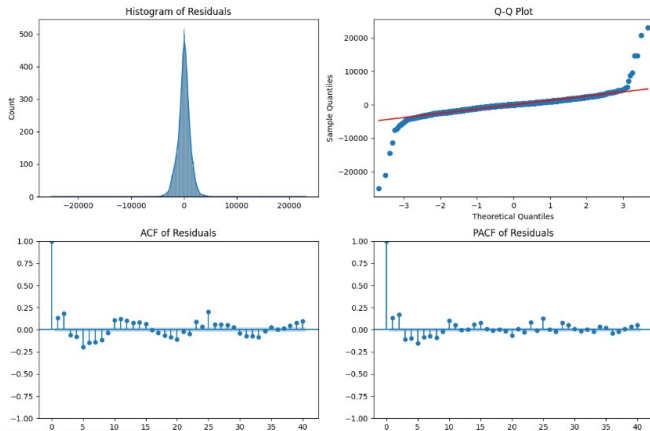 Histogram of Residuals
500
400
300
200
100
0
Count
−20000 −10000 0 10000 20000
Q-Q Plot
20000
10000
0
−10000
−20000
Sample Quantiles
−3 −2 −1 0 1 2 3
Theoretical Quantiles
ACF of Residuals
1.00
0.75
0.50
0.25
0.00
−0.25
−0.50
−0.75
−1.00
0 5 10 15 20 25 30 35 40
PACF of Residuals
1.00
0.75
0.50
0.25
0.00
−0.25
−0.50
−0.75
−1.00
0 5 10 15 20 25 30 35 40